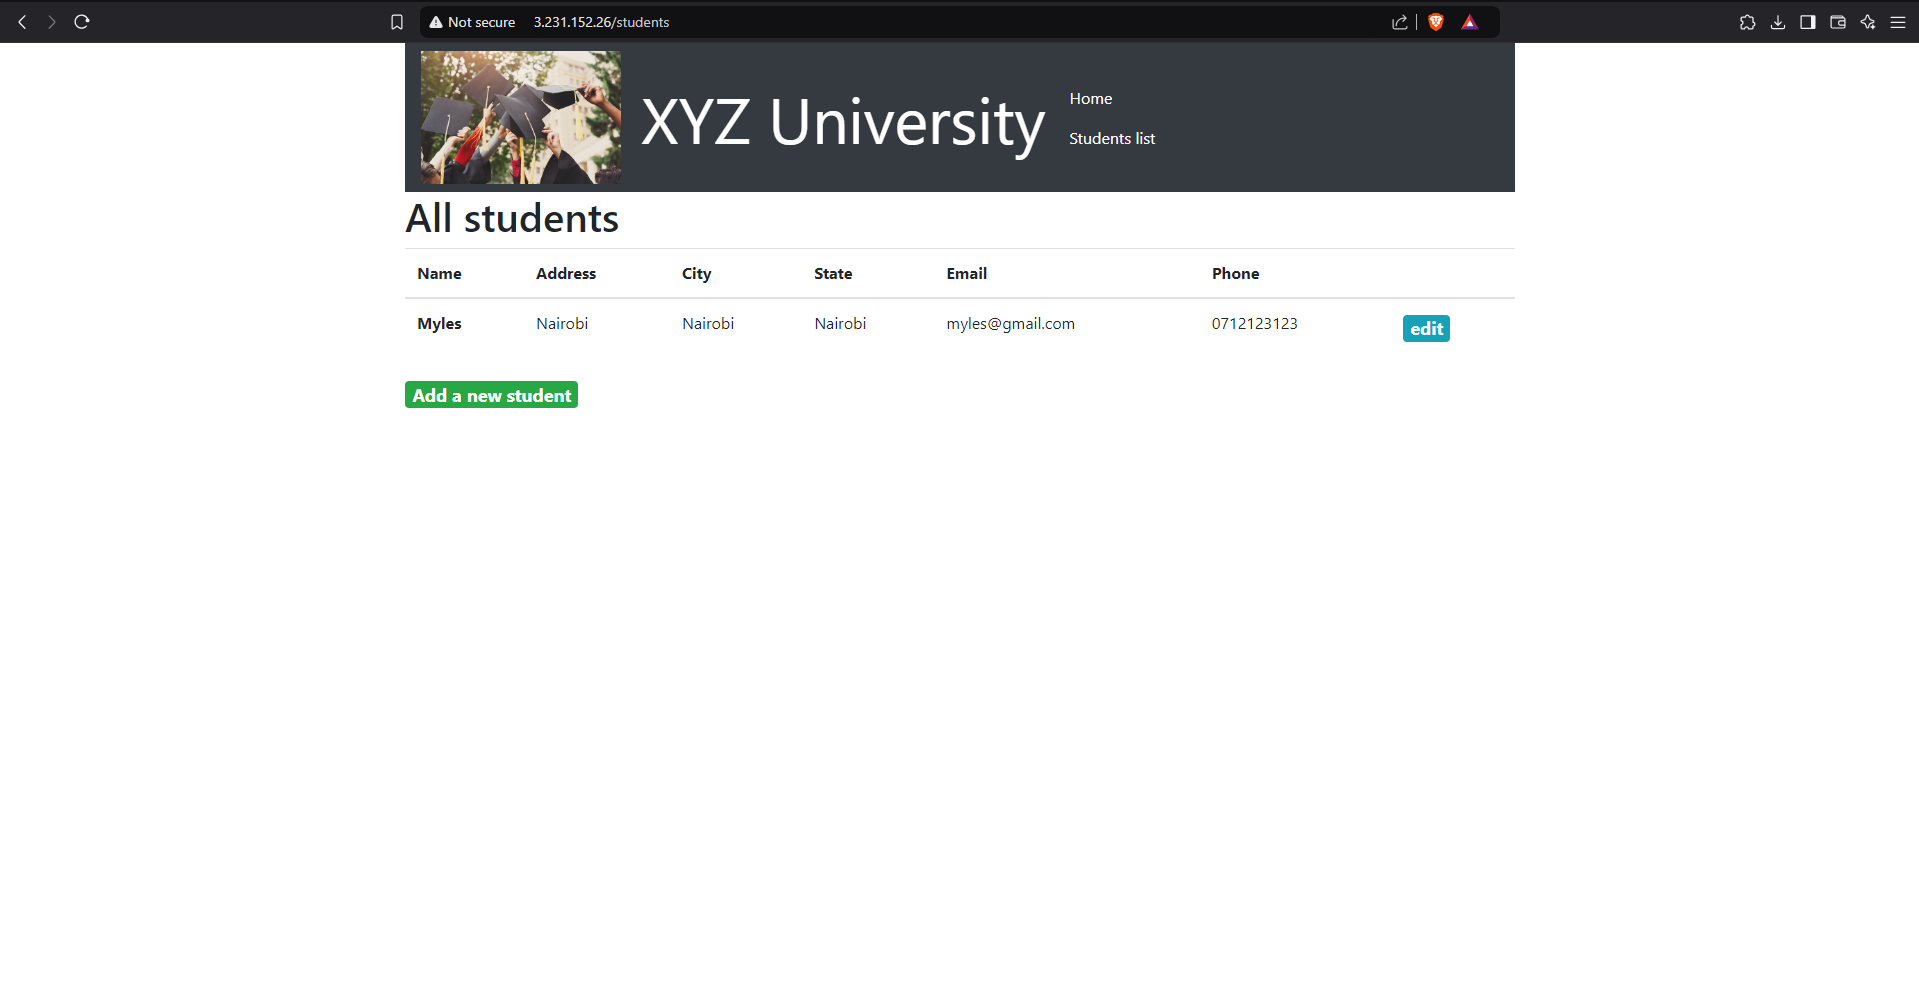 Not secure 3.231.152.26/students
XYZ University
Home
Students list
All students
Name Address City State Email Phone
Myles Nairobi Nairobi Nairobi myles@gmail.com 0712123123 edit
Add a new student